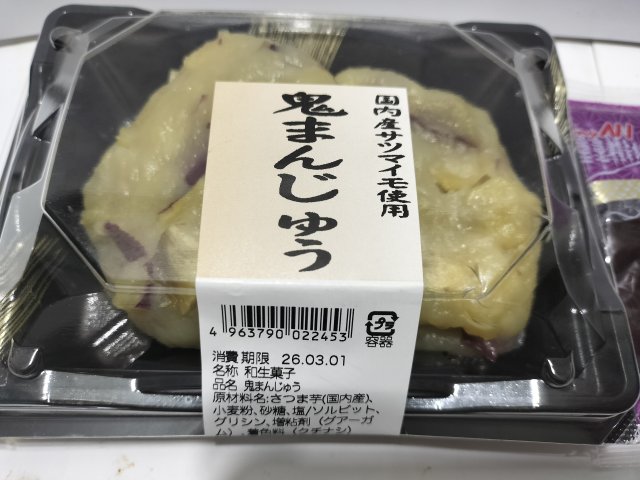 国内産サツマイモ使用
鬼まんじゅう
4 963790 022453
プラ
容器
消費期限 26.03.01
名称 和生菓子
品名 鬼まんじゅう
原材料名:さつま芋(国内産)、
小麦粉、砂糖、塩/ソルビット、
グリシン、増粘剤(グアーガ
ム)、着色料(クチナシ)